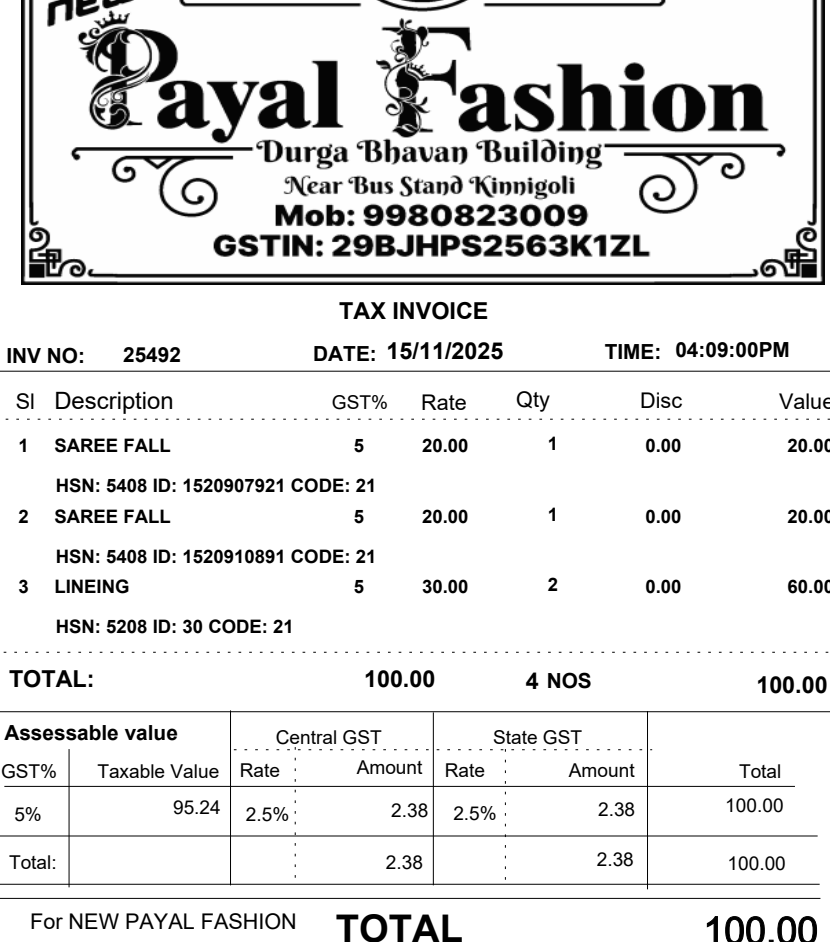 new
Payal Fashion
Durga Bhavan Building
Near Bus Stand Kinnigoli
Mob: 9980823009
GSTIN: 29BJHPS2563K1ZL
TAX INVOICE
INV NO: 25492 DATE: 15/11/2025 TIME: 04:09:00PM
Sl Description GST% Rate Qty Disc Value
1 SAREE FALL 5 20.00 1 0.00 20.00
HSN: 5408 ID: 1520907921 CODE: 21
2 SAREE FALL 5 20.00 1 0.00 20.00
HSN: 5408 ID: 1520910891 CODE: 21
3 LINEING 5 30.00 2 0.00 60.00
HSN: 5208 ID: 30 CODE: 21
TOTAL: 100.00 4 NOS 100.00
Assessable value Central GST State GST
GST% Taxable Value Rate Amount Rate Amount Total
5% 95.24 2.5% 2.38 2.5% 2.38 100.00
Total: 2.38 2.38 100.00
For NEW PAYAL FASHION TOTAL 100.00